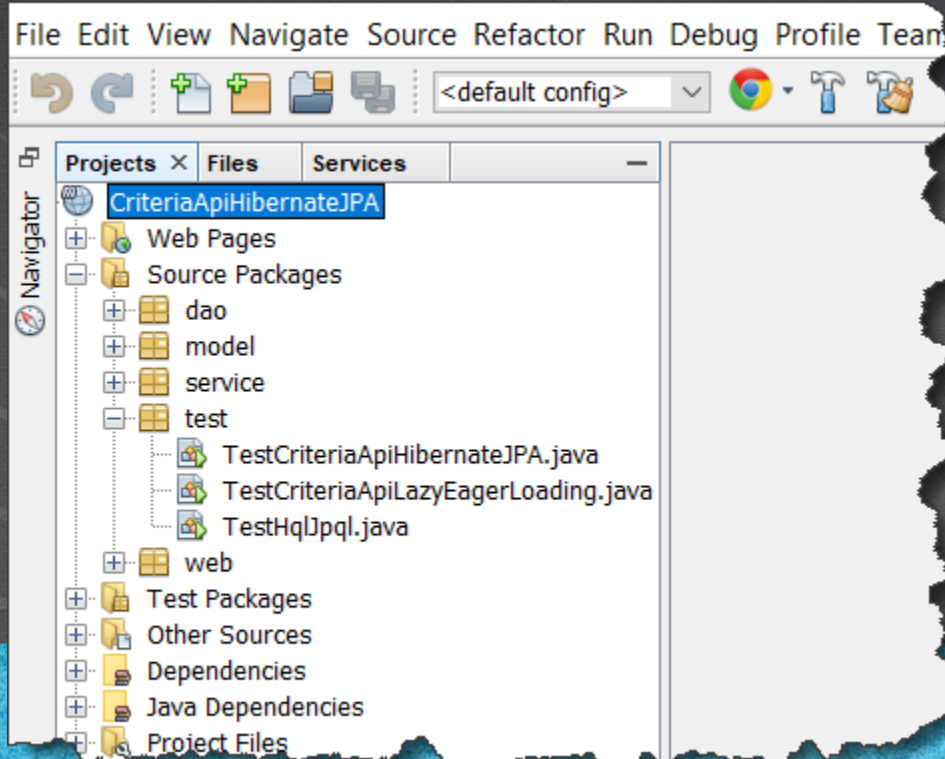 File Edit View Navigate Source Refactor Run Debug Profile Team
<default config>
Projects Files Services
Navigator
CriteriaApiHibernateJPA
Web Pages
Source Packages
dao
model
service
test
TestCriteriaApiHibernateJPA.java
TestCriteriaApiLazyEagerLoading.java
TestHqlJpql.java
web
Test Packages
Other Sources
Dependencies
Java Dependencies
Project Files